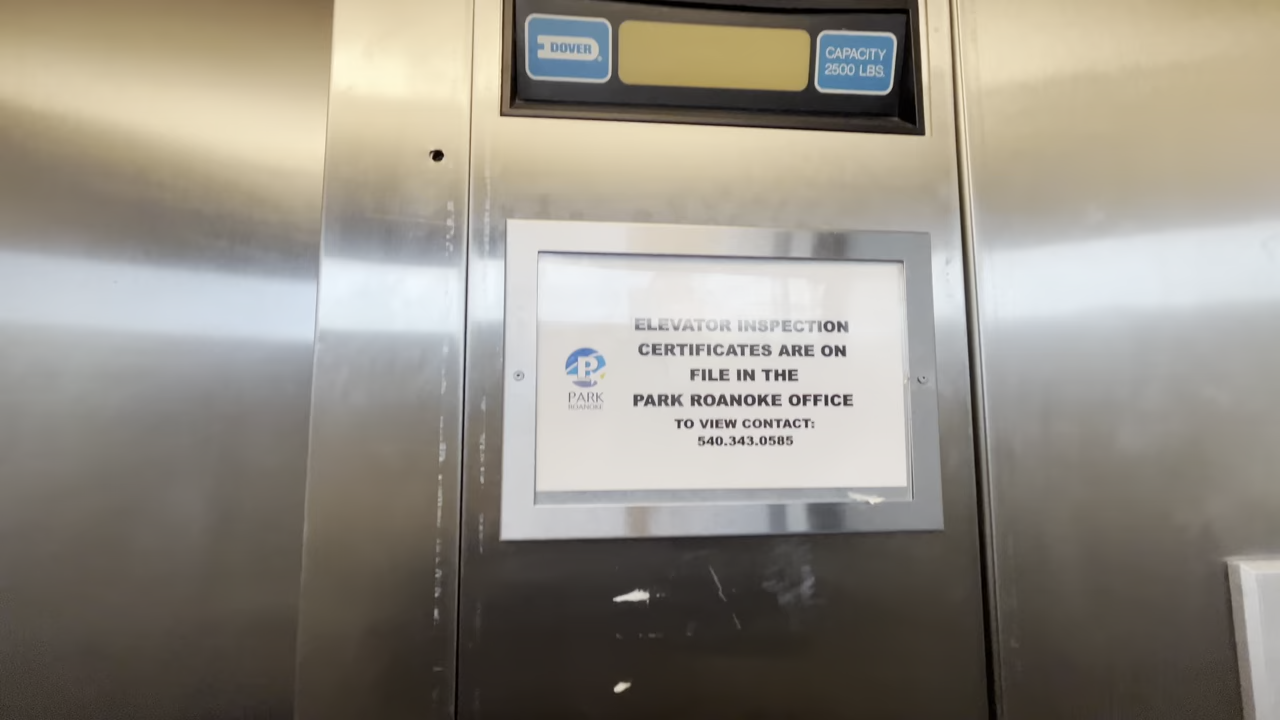 DOVER
CAPACITY
2500 LBS.
ELEVATOR INSPECTION
CERTIFICATES ARE ON
FILE IN THE
PARK ROANOKE OFFICE
TO VIEW CONTACT:
540.343.0585
P
PARK
ROANOKE